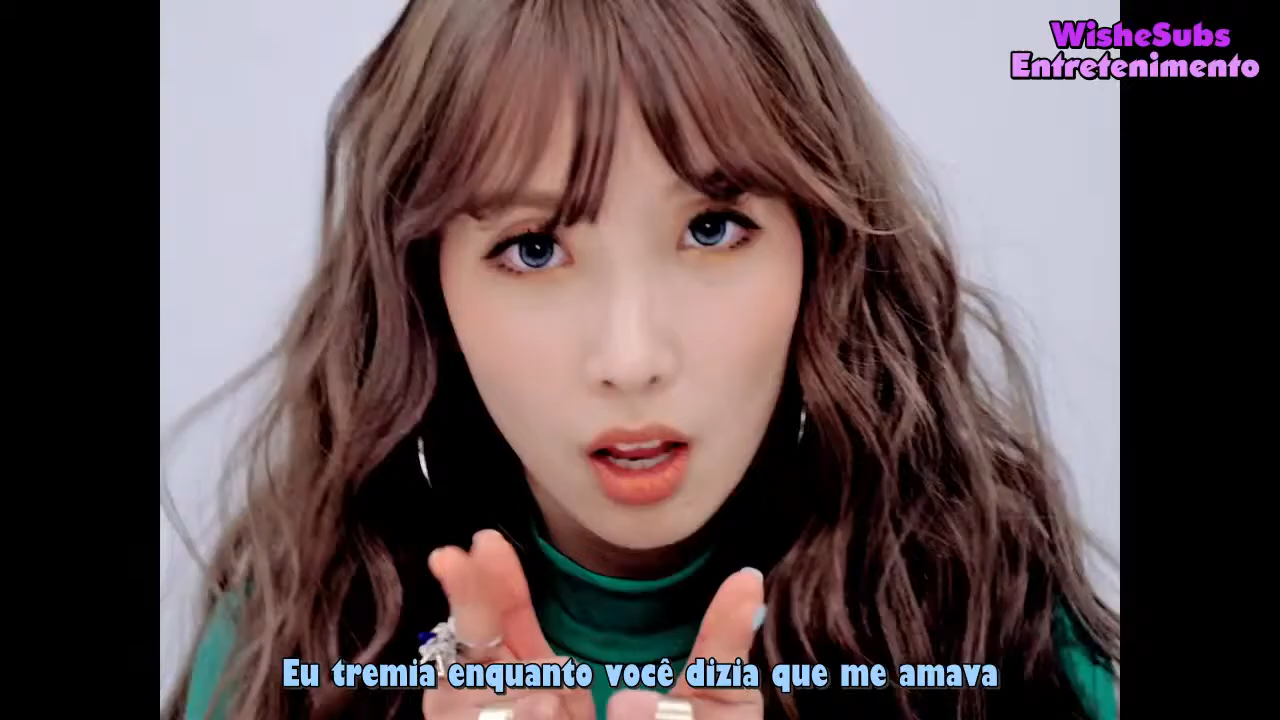 WisheSubs
Entretenimento
Eu tremia enquanto você dizia que me amava